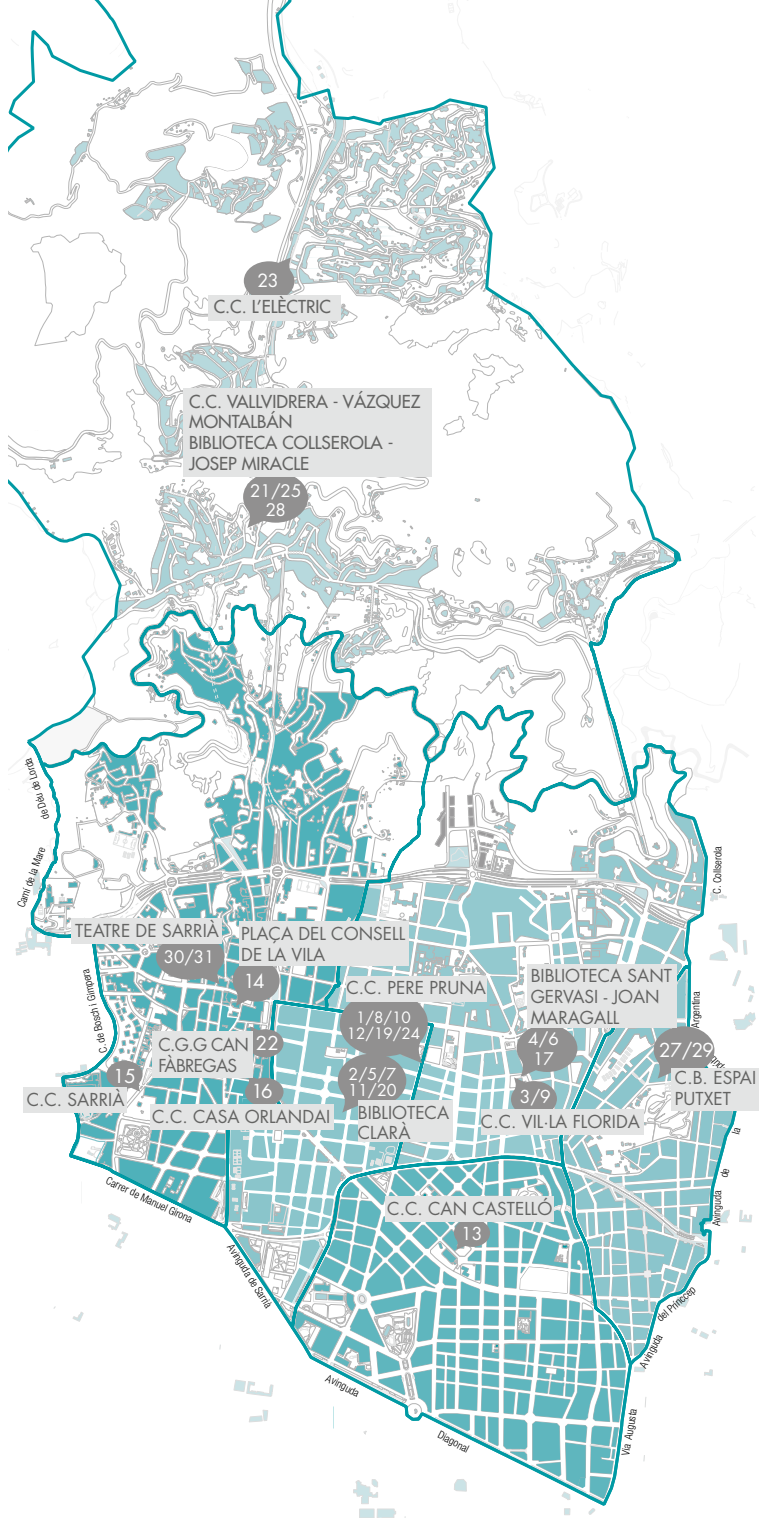 23
C.C. L'ELÈCTRIC
C.C. VALLVIDRERA - VÁZQUEZ
MONTALBÁN
BIBLIOTECA COLLSEROLA -
JOSEP MIRACLE
21/25
28
Camí de la Mare de Déu de Lorda
C. Collserola
TEATRE DE SARRIÀ
30/31
PLAÇA DEL CONSELL
DE LA VILA
14
C. de Bosch i Gimpera
C.C. PERE PRUNA
1/8/10
12/19/24
BIBLIOTECA SANT
GERVASI - JOAN
MARAGALL
4/6
17
Argentina
27/29
C.B. ESPAI
PUTXET
C.G.G CAN
FÀBREGAS
22
15
C.C. SARRIÀ
16
C.C. CASA ORLANDAI
2/5/7
11/20
BIBLIOTECA
CLARÀ
3/9
C.C. VIL·LA FLORIDA
Avinguda de la
Carrer de Manuel Girona
C.C. CAN CASTELLÓ
13
Avinguda de Sarrià
Avinguda del Princcep
Avinguda
Diagonal
Via Augusta